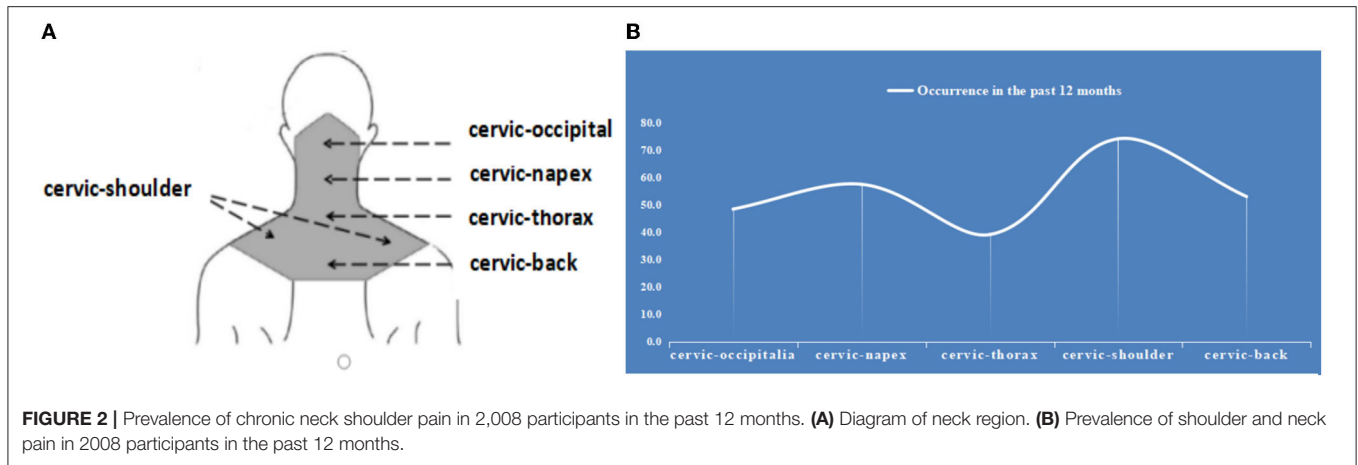 A
cervic-occipital
cervic-napex
cervic-shoulder
cervic-thorax
cervic-back
B
Occurrence in the past 12 months
80.0
70.0
60.0
50.0
40.0
30.0
20.0
10.0
0.0
cervic-occipitalia cervic-napex cervic-thorax cervic-shoulder cervic-back
FIGURE 2 | Prevalence of chronic neck shoulder pain in 2,008 participants in the past 12 months. (A) Diagram of neck region. (B) Prevalence of shoulder and neck
pain in 2008 participants in the past 12 months.